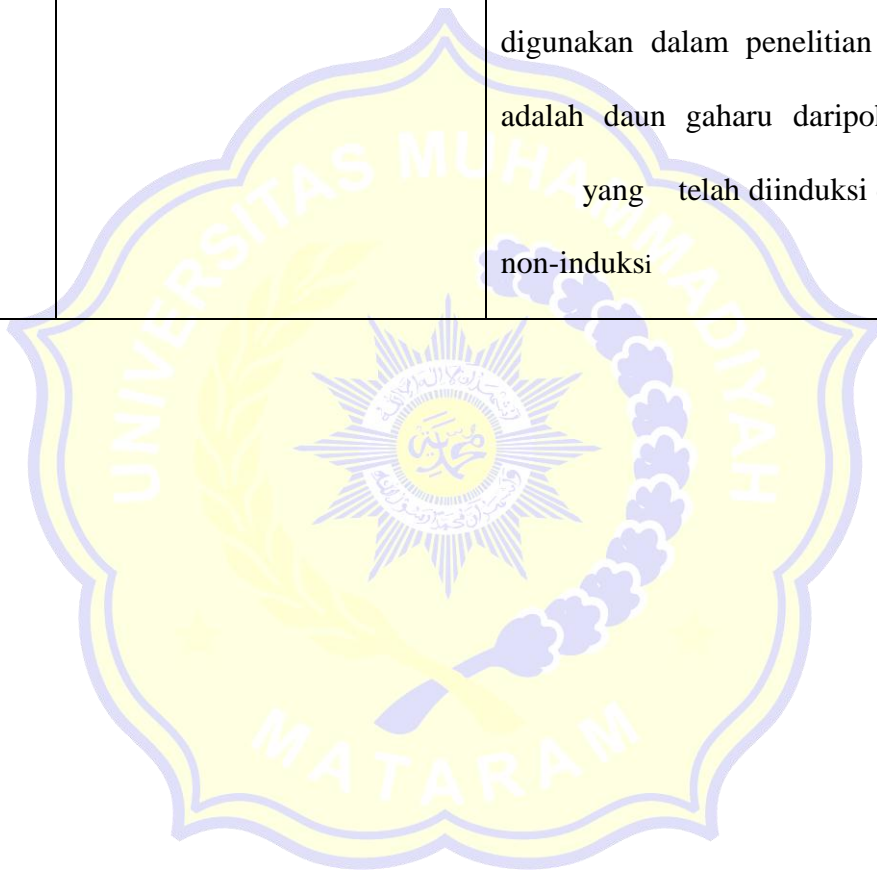 digunakan dalam penelitian
adalah daun gaharu
yang telah diinduksi
non-induksi
UNIVERSITAS MUHAMMADIYAH
MATARAM